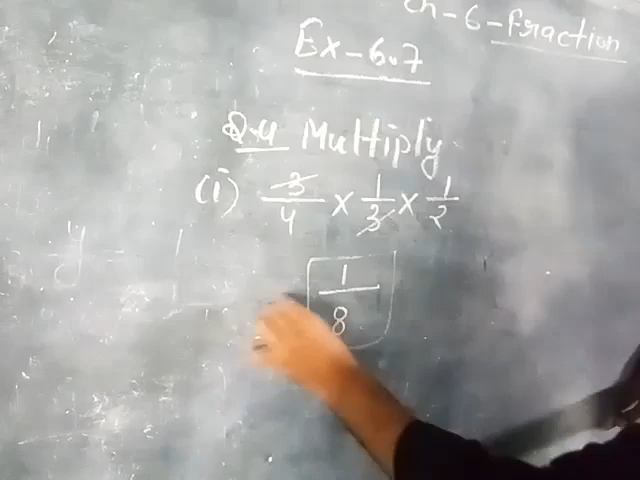 Ch-6-Fraction
Ex-6.7
Q.4 Multiply
(i) 3/4 × 1/3 × 1/2
1/8